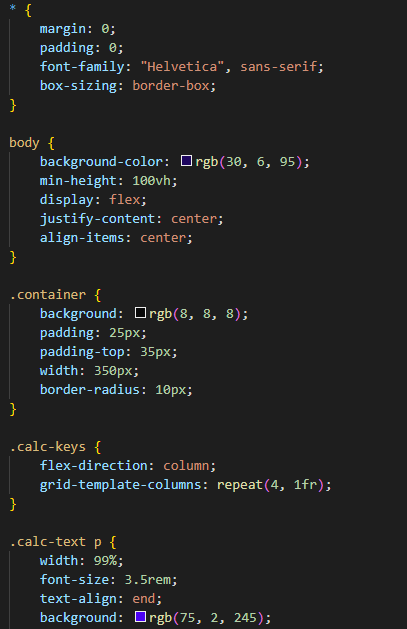 * {
    margin: 0;
    padding: 0;
    font-family: "Helvetica", sans-serif;
    box-sizing: border-box;
}

body {
    background-color: rgb(30, 6, 95);
    min-height: 100vh;
    display: flex;
    justify-content: center;
    align-items: center;
}

.container {
    background: rgb(8, 8, 8);
    padding: 25px;
    padding-top: 35px;
    width: 350px;
    border-radius: 10px;
}

.calc-keys {
    flex-direction: column;
    grid-template-columns: repeat(4, 1fr);
}

.calc-text p {
    width: 99%;
    font-size: 3.5rem;
    text-align: end;
    background: rgb(75, 2, 245);